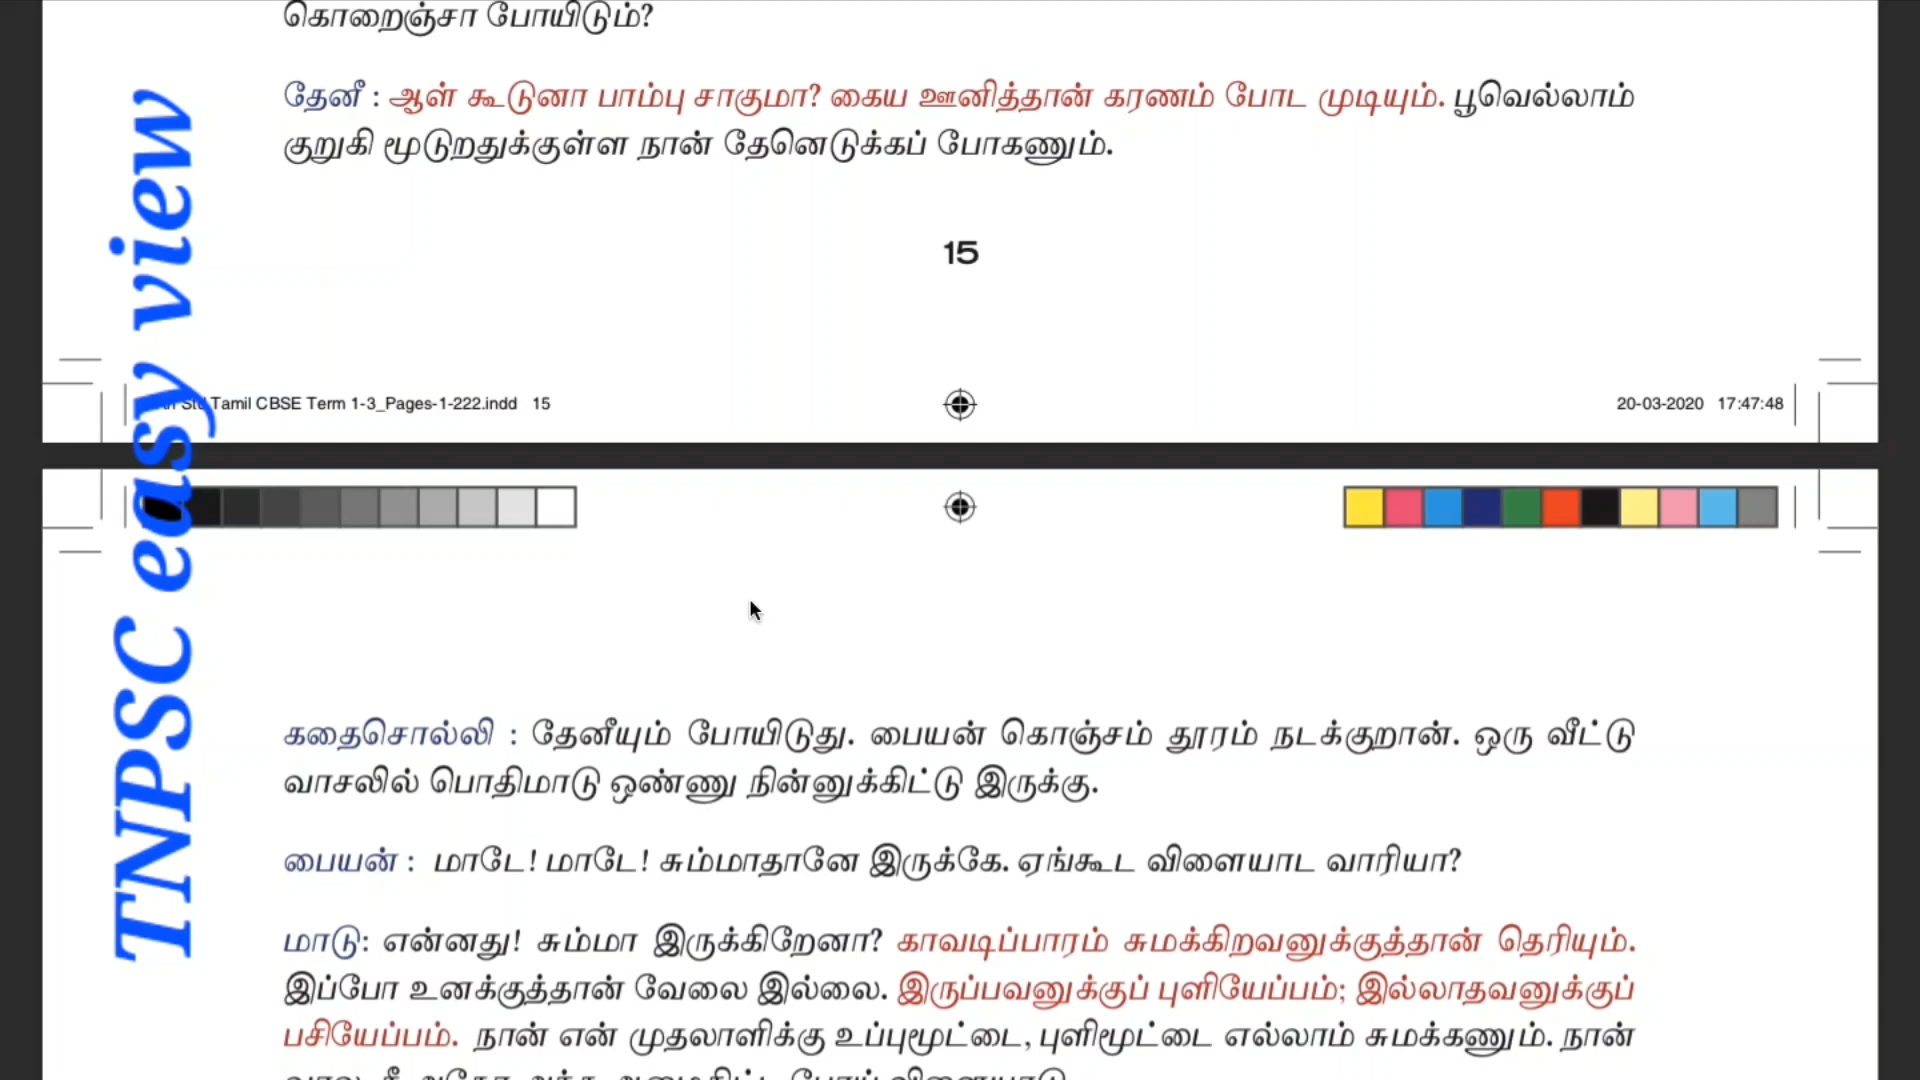 கொறைஞ்சா போயிடும்?
தேனீ : ஆள் கூடுனா பாம்பு சாகுமா? கைய ஊனித்தான் கரணம் போட முடியும். பூவெல்லாம்
குறுகி மூடுறதுக்குள்ள நான் தேனெடுக்கப் போகணும்.
15
Tamil CBSE Term 1-3_Pages-1-222.indd 15
20-03-2020 17:47:48
TNPSC easy view
கதைசொல்லி : தேனீயும் போயிடுது. பையன் கொஞ்சம் தூரம் நடக்குறான். ஒரு வீட்டு
வாசலில் பொதிமாடு ஒண்ணு நின்னுக்கிட்டு இருக்கு.
பையன் : மாடே! மாடே! சும்மாதானே இருக்கே. ஏங்கூட விளையாட வாரியா?
மாடு: என்னது! சும்மா இருக்கிறேனா? காவடிப்பாரம் சுமக்கிறவனுக்குத்தான் தெரியும்.
இப்போ உனக்குத்தான் வேலை இல்லை. இருப்பவனுக்குப் புளியேப்பம்; இல்லாதவனுக்குப்
பசியேப்பம். நான் என் முதலாளிக்கு உப்புமூட்டை, புளிமூட்டை எல்லாம் சுமக்கணும். நான்